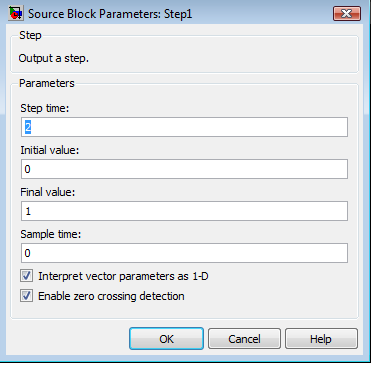 Source Block Parameters: Step1
Step
Output a step.
Parameters
Step time:
2
Initial value:
0
Final value:
1
Sample time:
0
Interpret vector parameters as 1-D
Enable zero crossing detection
OK Cancel Help